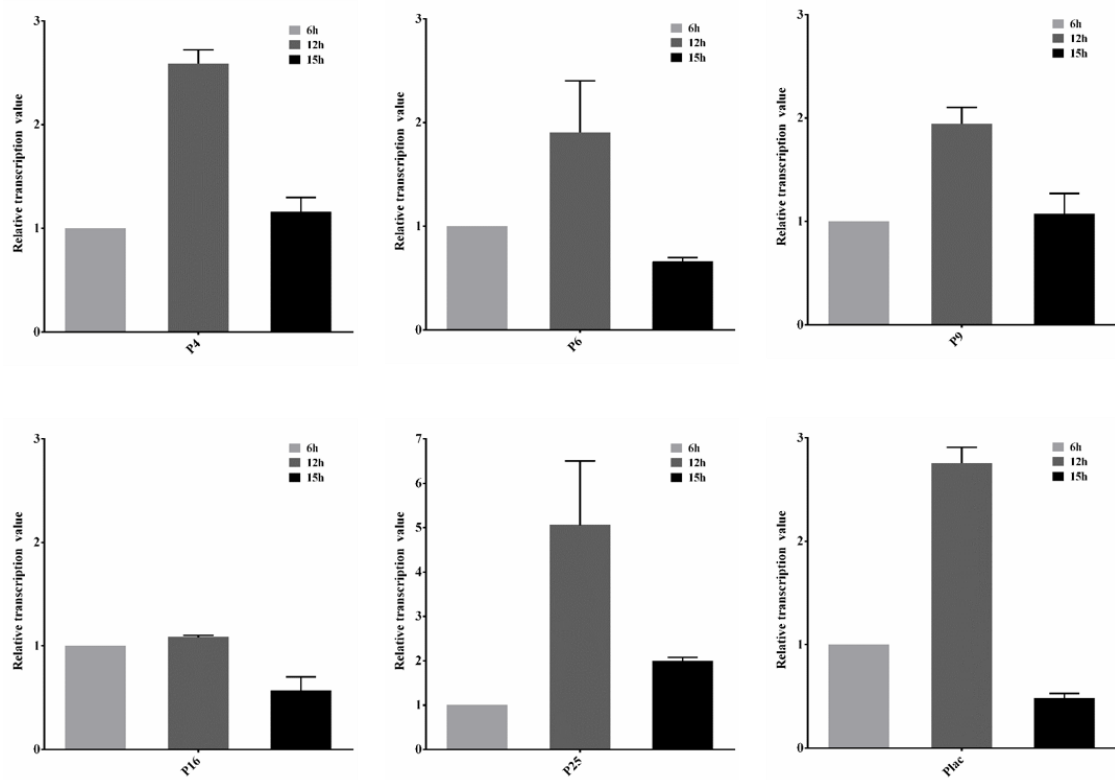 Relative transcription value
3
2
1
0
6h
12h
15h
P4
Relative transcription value
3
2
1
0
6h
12h
15h
P6
Relative transcription value
3
2
1
0
6h
12h
15h
P9
Relative transcription value
3
2
1
0
6h
12h
15h
P16
Relative transcription value
7
6
5
4
3
2
1
0
6h
12h
15h
P25
Relative transcription value
3
2
1
0
6h
12h
15h
Plac